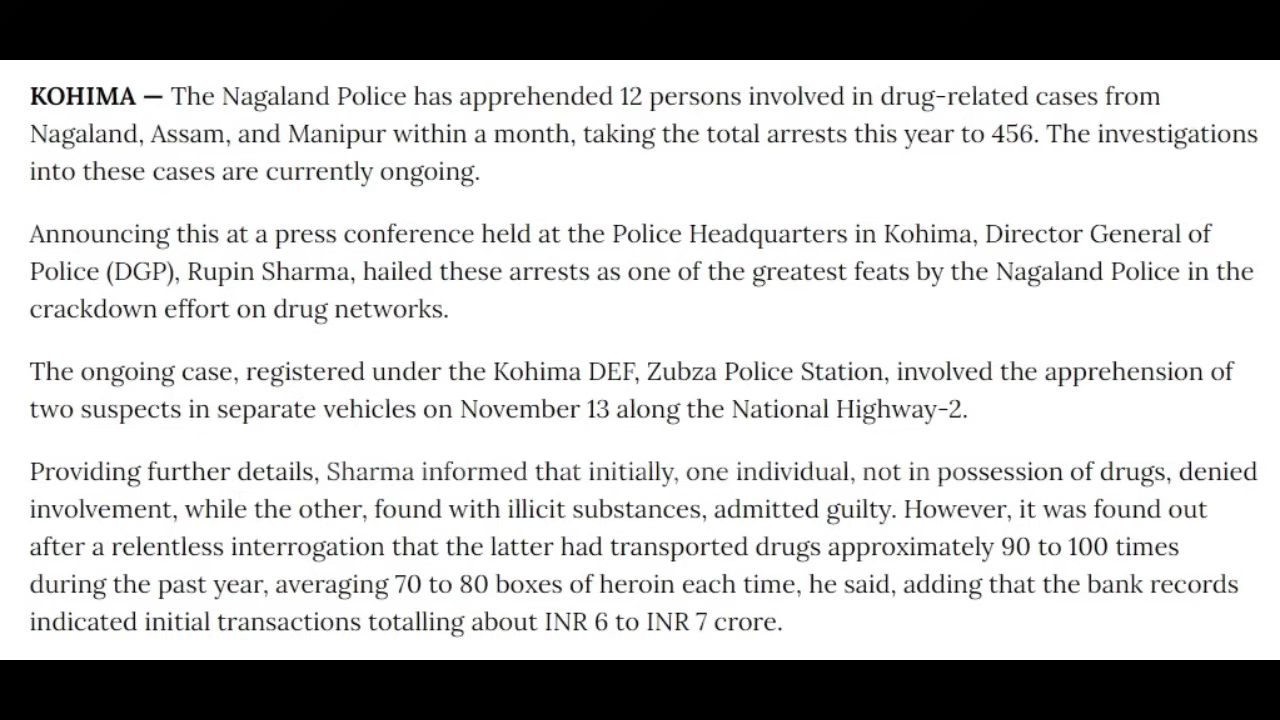 KOHIMA — The Nagaland Police has apprehended 12 persons involved in drug-related cases from
Nagaland, Assam, and Manipur within a month, taking the total arrests this year to 456. The investigations
into these cases are currently ongoing.
Announcing this at a press conference held at the Police Headquarters in Kohima, Director General of
Police (DGP), Rupin Sharma, hailed these arrests as one of the greatest feats by the Nagaland Police in the
crackdown effort on drug networks.
The ongoing case, registered under the Kohima DEF, Zubza Police Station, involved the apprehension of
two suspects in separate vehicles on November 13 along the National Highway-2.
Providing further details, Sharma informed that initially, one individual, not in possession of drugs, denied
involvement, while the other, found with illicit substances, admitted guilty. However, it was found out
after a relentless interrogation that the latter had transported drugs approximately 90 to 100 times
during the past year, averaging 70 to 80 boxes of heroin each time, he said, adding that the bank records
indicated initial transactions totalling about INR 6 to INR 7 crore.